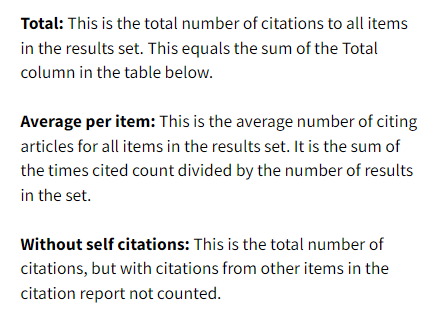 Total: This is the total number of citations to all items
in the results set. This equals the sum of the Total
column in the table below.
Average per item: This is the average number of citing
articles for all items in the results set. It is the sum of
the times cited count divided by the number of results
in the set.
Without self citations: This is the total number of
citations, but with citations from other items in the
citation report not counted.